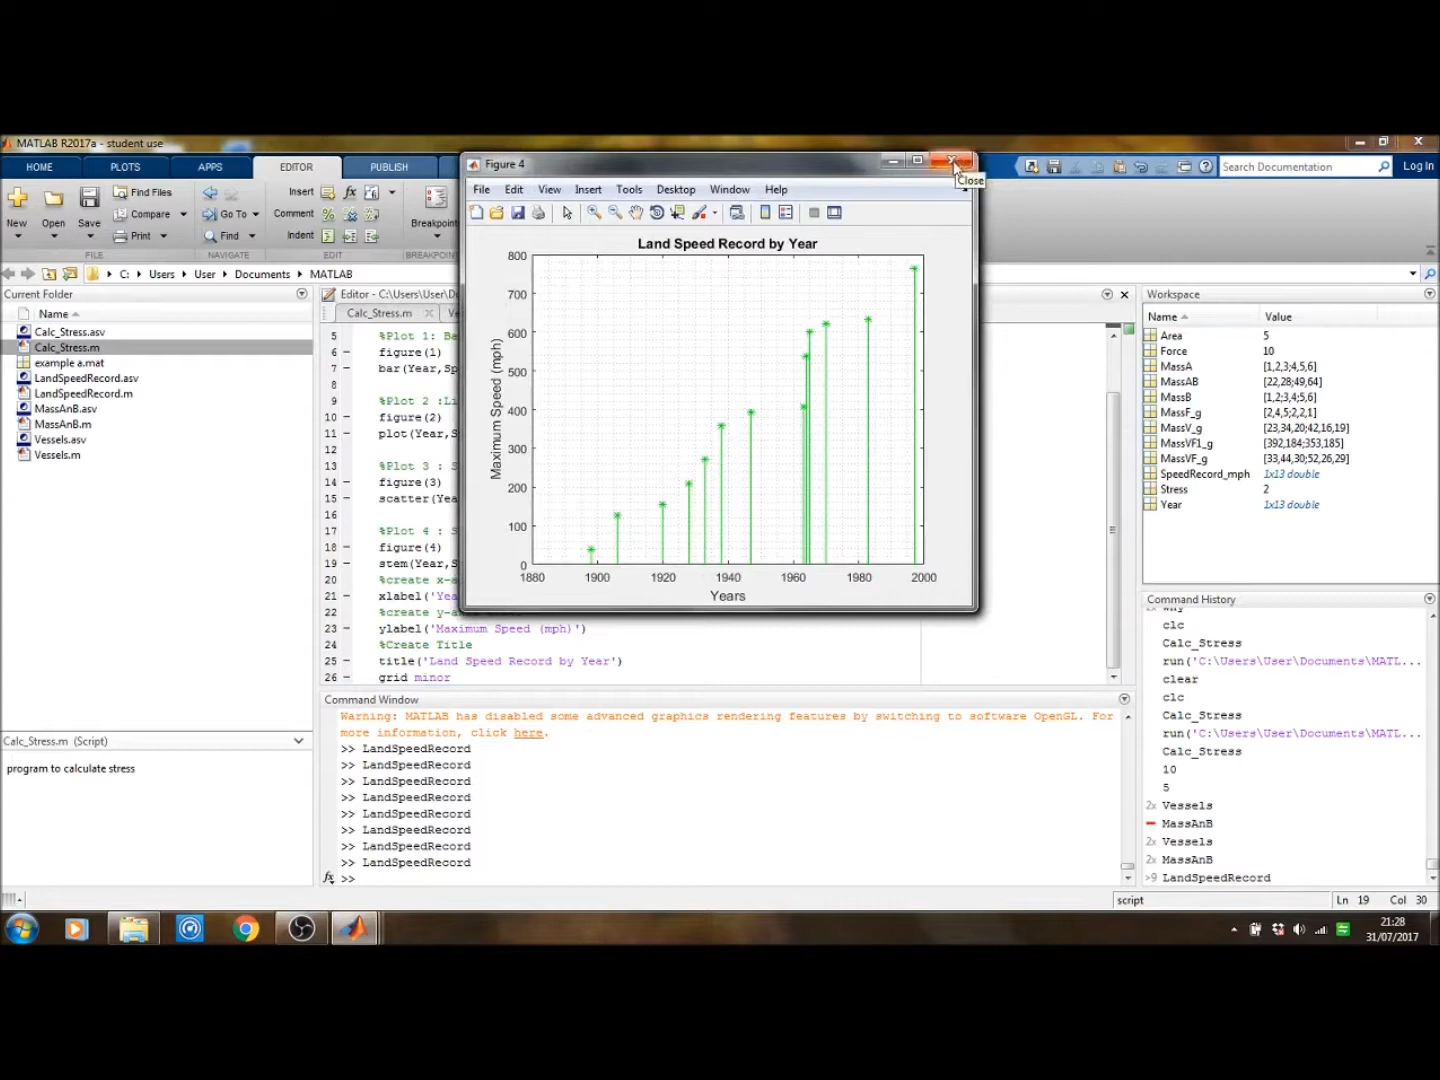 MATLAB R2017a - student use
HOME
PLOTS
APPS
EDITOR
PUBLISH
Search Documentation
Log In
New
Open
Save
Find Files
Compare
Print
Go To
Find
Insert
Comment
Indent
fx
FILE
NAVIGATE
EDIT
C:
Users
User
Documents
MATLAB
Current Folder
Name
Calc_Stress.asv
Calc_Stress.m
example a.mat
LandSpeedRecord.asv
LandSpeedRecord.m
MassAnB.asv
MassAnB.m
Vessels.asv
Vessels.m
Calc_Stress.m (Script)
program to calculate stress
Editor - C:\Users\User\D
Calc_Stress.m
5 %Plot 1: Ba
6 – figure(1)
7 – bar(Year,Sp
8
9 %Plot 2 :Li
10 – figure(2)
11 – plot(Year,S
12
13 %Plot 3 : S
14 – figure(3)
15 – scatter(Yea
16
17 %Plot 4 : S
18 – figure(4)
19 – stem(Year,S
20 %create x-a
21 – xlabel('Yea
22
23 – ylabel('Maximum Speed (mph)')
24 %Create Title
25 – title('Land Speed Record by Year')
26 – grid minor
Figure 4
Close
File Edit View Insert Tools Desktop Window Help
Land Speed Record by Year
Maximum Speed (mph)
800
700
600
500
400
300
200
100
0
1880 1900 1920 1940 1960 1980 2000
Years
Command Window
Warning: MATLAB has disabled some advanced graphics rendering features by switching to software OpenGL. For
more information, click here.
>> LandSpeedRecord
>> LandSpeedRecord
>> LandSpeedRecord
>> LandSpeedRecord
>> LandSpeedRecord
>> LandSpeedRecord
>> LandSpeedRecord
>> LandSpeedRecord
fx >>
Workspace
Name Value
Area 5
Force 10
MassA [1,2,3;4,5,6]
MassAB [22,28;49,64]
MassB [1,2;3,4;5,6]
MassF_g [2,4,5;2,2,1]
MassV_g [23,34,20;42,16,19]
MassVF1_g [392,184;353,185]
MassVF_g [33,44,30;52,26,29]
SpeedRecord_mph 1x13 double
Stress 2
Year 1x13 double
Command History
clc
Calc_Stress
run('C:\Users\User\Documents\MATL...
clear
clc
Calc_Stress
run('C:\Users\User\Documents\MATL...
Calc_Stress
10
5
2x Vessels
MassAnB
2x Vessels
2x MassAnB
>9 LandSpeedRecord
script
Ln 19 Col 30
21:28
31/07/2017